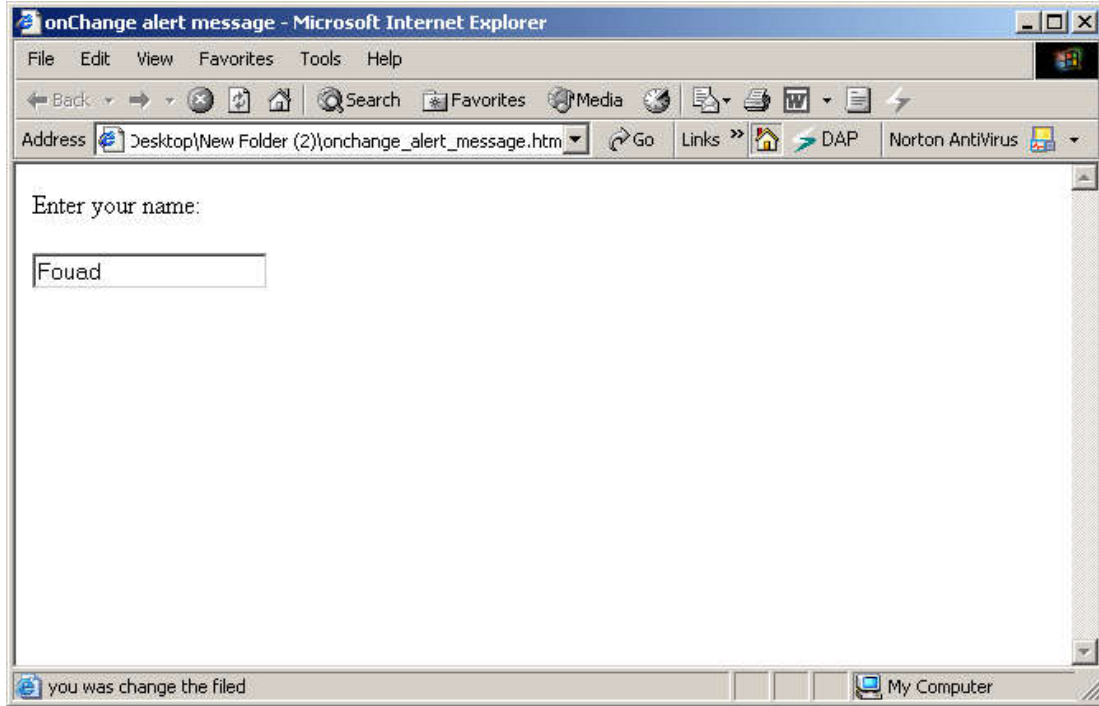 onChange alert message - Microsoft Internet Explorer
File Edit View Favorites Tools Help
Back Search Favorites Media
Address Desktop\New Folder (2)\onchange_alert_message.htm Go Links » DAP Norton AntiVirus
Enter your name:
Fouad
you was change the filed My Computer